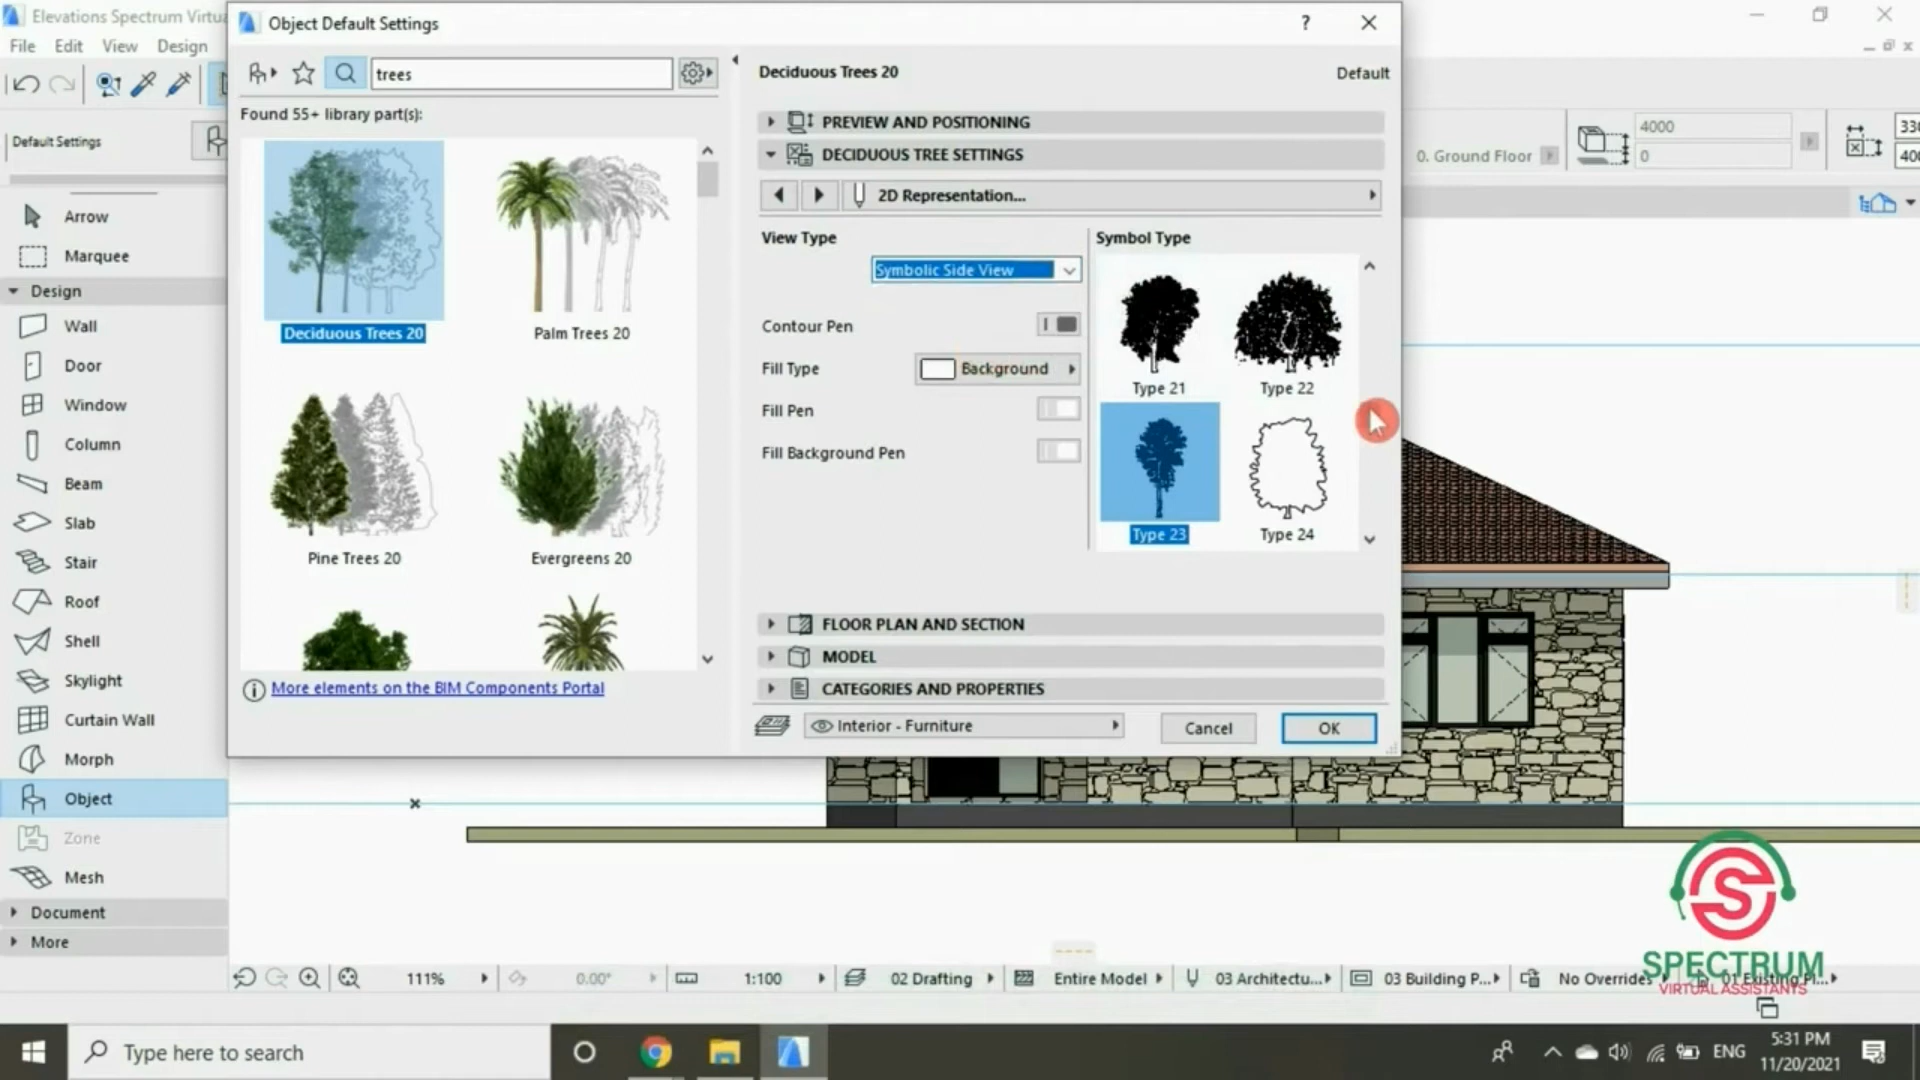 Elevations Spectrum Virtua
File Edit View Design
Default Settings
Arrow
Marquee
Design
Wall
Door
Window
Column
Beam
Slab
Stair
Roof
Shell
Skylight
Curtain Wall
Morph
Object
Zone
Mesh
Document
More
Object Default Settings
?
trees
Found 55+ library part(s):
Deciduous Trees 20
Palm Trees 20
Pine Trees 20
Evergreens 20
More elements on the BIM Components Portal
Deciduous Trees 20
Default
PREVIEW AND POSITIONING
DECIDUOUS TREE SETTINGS
2D Representation...
View Type
Symbolic Side View
Contour Pen
Fill Type
Background
Fill Pen
Fill Background Pen
Symbol Type
Type 21
Type 22
Type 23
Type 24
FLOOR PLAN AND SECTION
MODEL
CATEGORIES AND PROPERTIES
Interior - Furniture
Cancel
OK
0. Ground Floor
4000
0
330
400
111%
0.00°
1:100
02 Drafting
Entire Model
03 Architectu...
03 Building P...
No Overrides
SPECTRUM
VIRTUAL ASSISTANTS
Type here to search
ENG
5:31 PM
11/20/2021